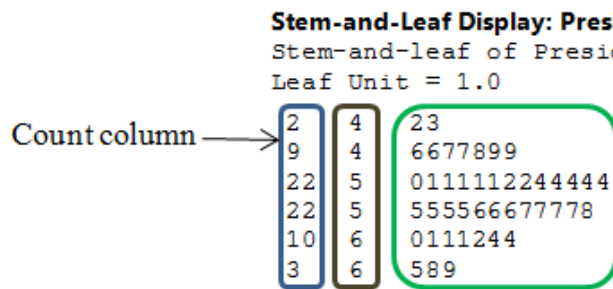 Stem-and-Leaf Display: Pres
Stem-and-leaf of Presid
Leaf Unit = 1.0
Count column
2 4 23
9 4 6677899
22 5 0111112244444
22 5 555566677778
10 6 0111244
3 6 589